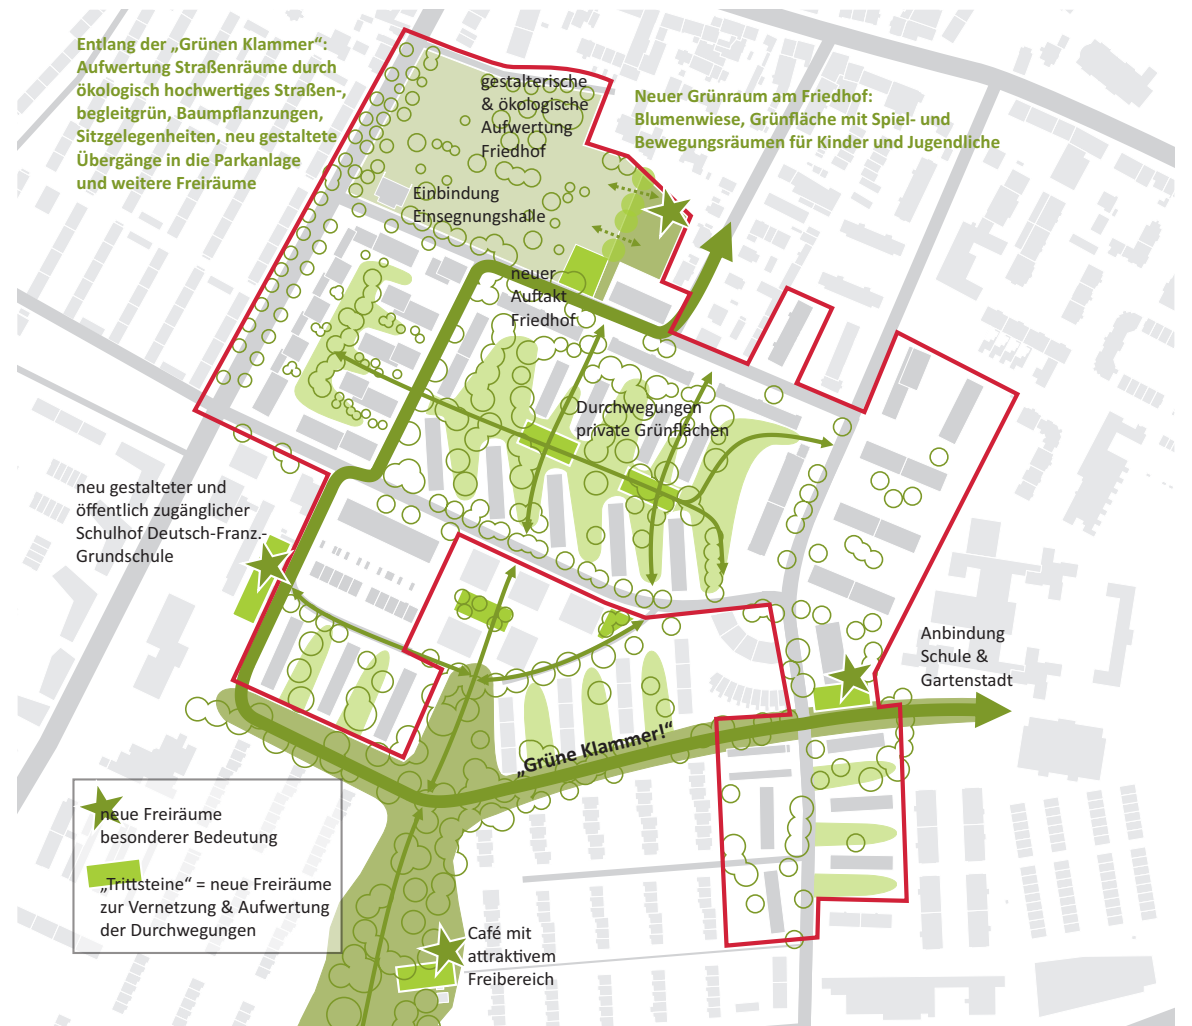 Entlang der „Grünen Klammer“:
Aufwertung Straßenräume durch
ökologisch hochwertiges Straßen-,
begleitgrün, Baumpflanzungen,
Sitzgelegenheiten, neu gestaltete
Übergänge in die Parkanlage
und weitere Freiräume
gestalterische
& ökologische
Aufwertung
Friedhof
Neuer Grünraum am Friedhof:
Blumenwiese, Grünfläche mit Spiel- und
Bewegungsräumen für Kinder und Jugendliche
Einbindung
Einsegnungshalle
neuer
Auftakt
Friedhof
Durchwegungen
private Grünflächen
neu gestalteter und
öffentlich zugänglicher
Schulhof Deutsch-Franz.-
Grundschule
Anbindung
Schule &
Gartenstadt
„Grüne Klammer!“
neue Freiräume
besonderer Bedeutung
„Trittsteine“ = neue Freiräume
zur Vernetzung & Aufwertung
der Durchwegungen
Café mit
attraktivem
Freibereich